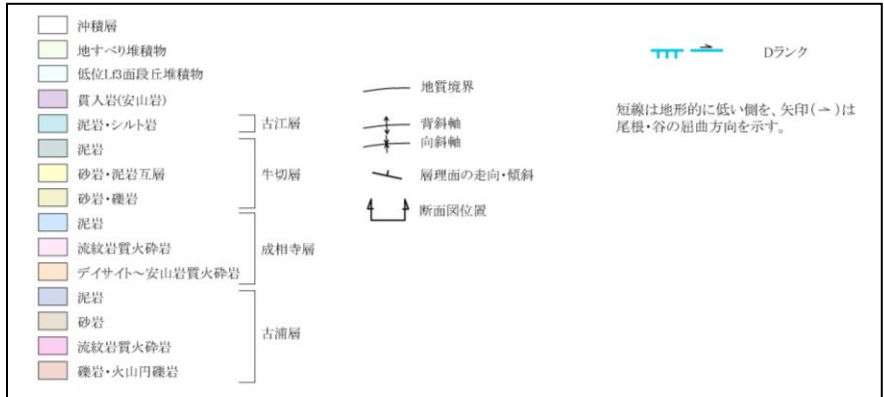 沖積層
地すべり堆積物
低位Lf3面段丘堆積物
貫入岩(安山岩)
泥岩・シルト岩
古江層
泥岩
砂岩・泥岩互層
砂岩・礫岩
牛切層
泥岩
流紋岩質火砕岩
デイサイト～安山岩質火砕岩
成相寺層
泥岩
砂岩
流紋岩質火砕岩
礫岩・火山円礫岩
古浦層
地質境界
背斜軸
向斜軸
層理面の走向・傾斜
断面図位置
Dランク
短線は地形的に低い側を、矢印(→)は
尾根・谷の屈曲方向を示す。